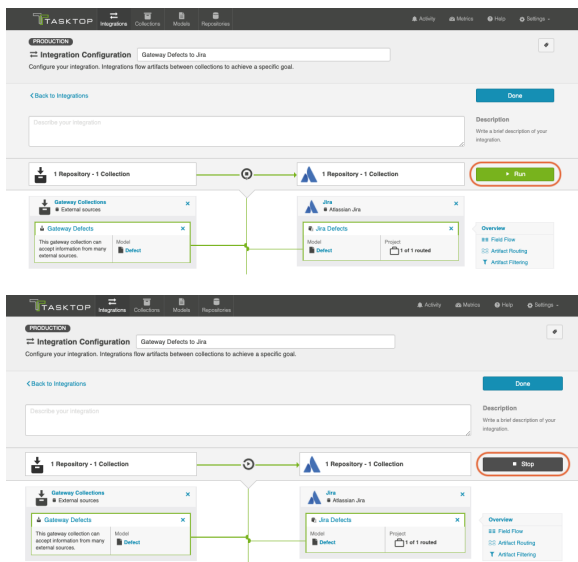 TASKTOP
Integrations
Collections
Models
Repositories
Activity
Metrics
Help
Settings
PRODUCTION
Integration Configuration
Gateway Defects to Jira
Configure your integration. Integrations flow artifacts between collections to achieve a specific goal.
Back to Integrations
Done
Describe your integration
Description
Write a brief description of your
integration.
1 Repository - 1 Collection
1 Repository - 1 Collection
Run
Gateway Collections
External sources
Jira
Atlassian Jira
Gateway Defects
This gateway collection can
accept information from many
external sources.
Model
Defect
Jira Defects
Model
Defect
Project
1 of 1 routed
Overview
Field Flow
Artifact Routing
Artifact Filtering
TASKTOP
Integrations
Collections
Models
Repositories
Activity
Metrics
Help
Settings
PRODUCTION
Integration Configuration
Gateway Defects to Jira
Configure your integration. Integrations flow artifacts between collections to achieve a specific goal.
Back to Integrations
Done
Describe your integration
Description
Write a brief description of your
integration.
1 Repository - 1 Collection
1 Repository - 1 Collection
Stop
Gateway Collections
External sources
Jira
Atlassian Jira
Gateway Defects
This gateway collection can
accept information from many
external sources.
Model
Defect
Jira Defects
Model
Defect
Project
1 of 1 routed
Overview
Field Flow
Artifact Routing
Artifact Filtering